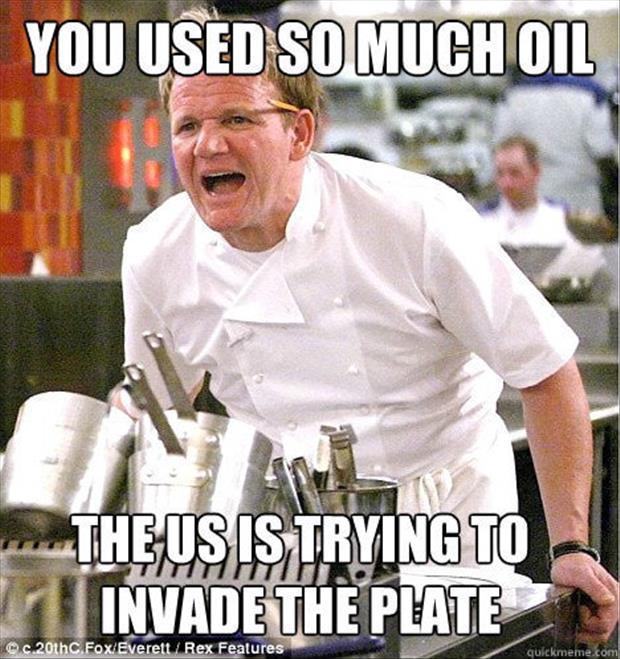 YOU USED SO MUCH OIL
THE US IS TRYING TO
INVADE THE PLATE
© c.20thC.Fox/Everett / Rex Features
quickmeme.com